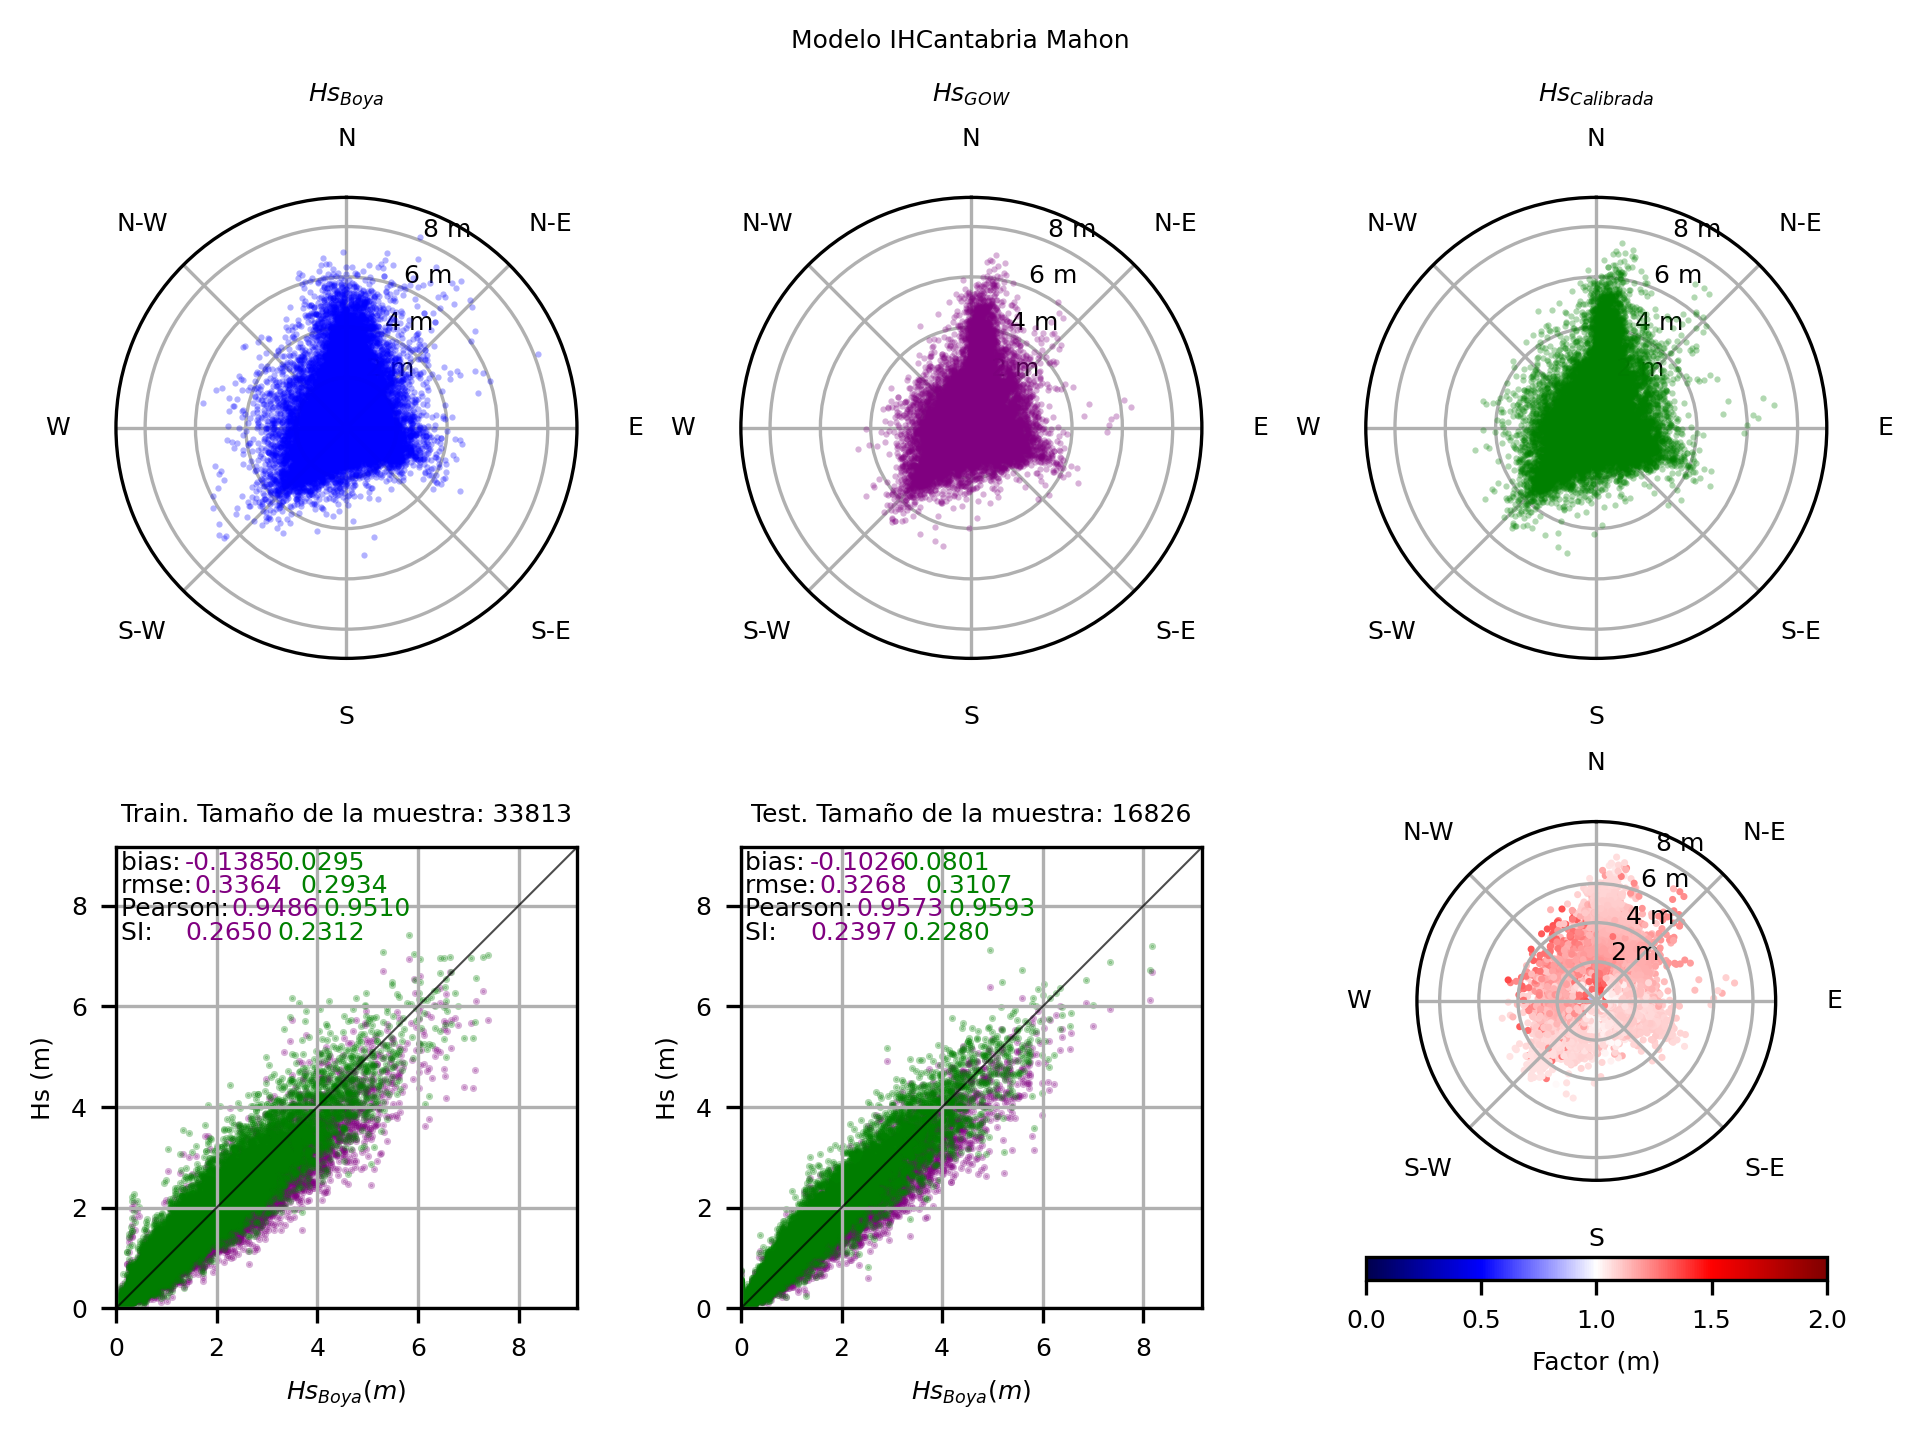 Modelo IHCantabria Mahon
Hs_Boya
N
N-W
N-E
8 m
6 m
4 m
m
W
E
S-W
S-E
S
Hs_GOW
N
N-W
N-E
8 m
6 m
4 m
m
W
E
S-W
S-E
S
Hs_Calibrada
N
N-W
N-E
8 m
6 m
4 m
m
W
E
S-W
S-E
S
Train. Tamaño de la muestra: 33813
bias: -0.1385 0.0295
rmse: 0.3364 0.2934
Pearson: 0.9486 0.9510
SI: 0.2650 0.2312
8
6
4
2
0
Hs (m)
0 2 4 6 8
Hs_Boya(m)
Test. Tamaño de la muestra: 16826
bias: -0.1026 0.0801
rmse: 0.3268 0.3107
Pearson: 0.9573 0.9593
SI: 0.2397 0.2280
8
6
4
2
0
Hs (m)
0 2 4 6 8
Hs_Boya(m)
N
N-W
N-E
8 m
6 m
4 m
2 m
W
E
S-W
S-E
S
0.0 0.5 1.0 1.5 2.0
Factor (m)